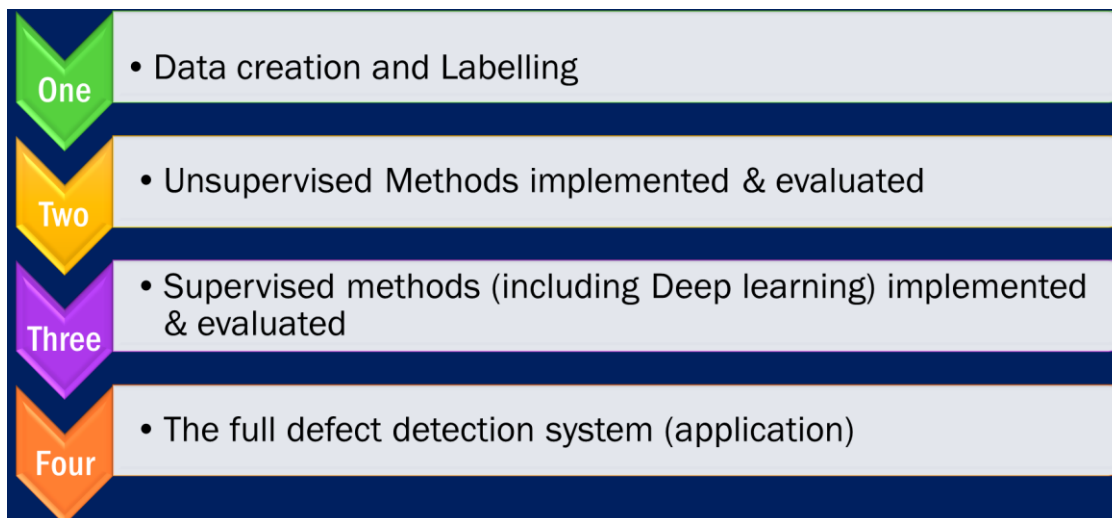 One
• Data creation and Labelling
Two
• Unsupervised Methods implemented & evaluated
Three
• Supervised methods (including Deep learning) implemented
& evaluated
Four
• The full defect detection system (application)